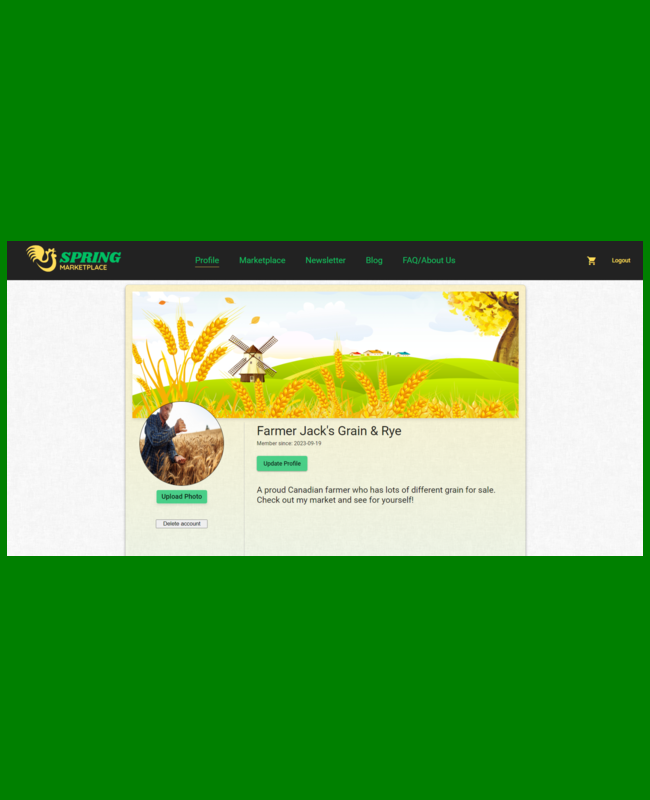 SPRING
MARKETPLACE
Profile Marketplace Newsletter Blog FAQ/About Us Logout
Farmer Jack's Grain & Rye
Member since: 2023-09-19
Update Profile
Upload Photo
A proud Canadian farmer who has lots of different grain for sale.
Check out my market and see for yourself!
Delete account